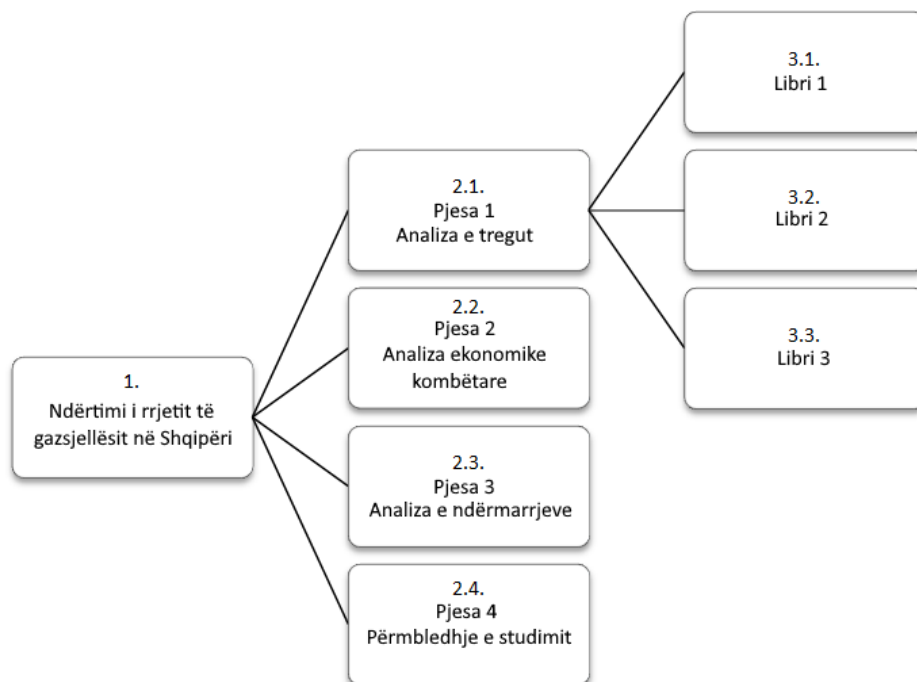 1.
Ndërtimi i rrjetit të
gazsjellësit në Shqipëri
2.1.
Pjesa 1
Analiza e tregut
2.2.
Pjesa 2
Analiza ekonomike
kombëtare
2.3.
Pjesa 3
Analiza e ndërmarrjeve
2.4.
Pjesa 4
Përmbledhje e studimit
3.1.
Libri 1
3.2.
Libri 2
3.3.
Libri 3